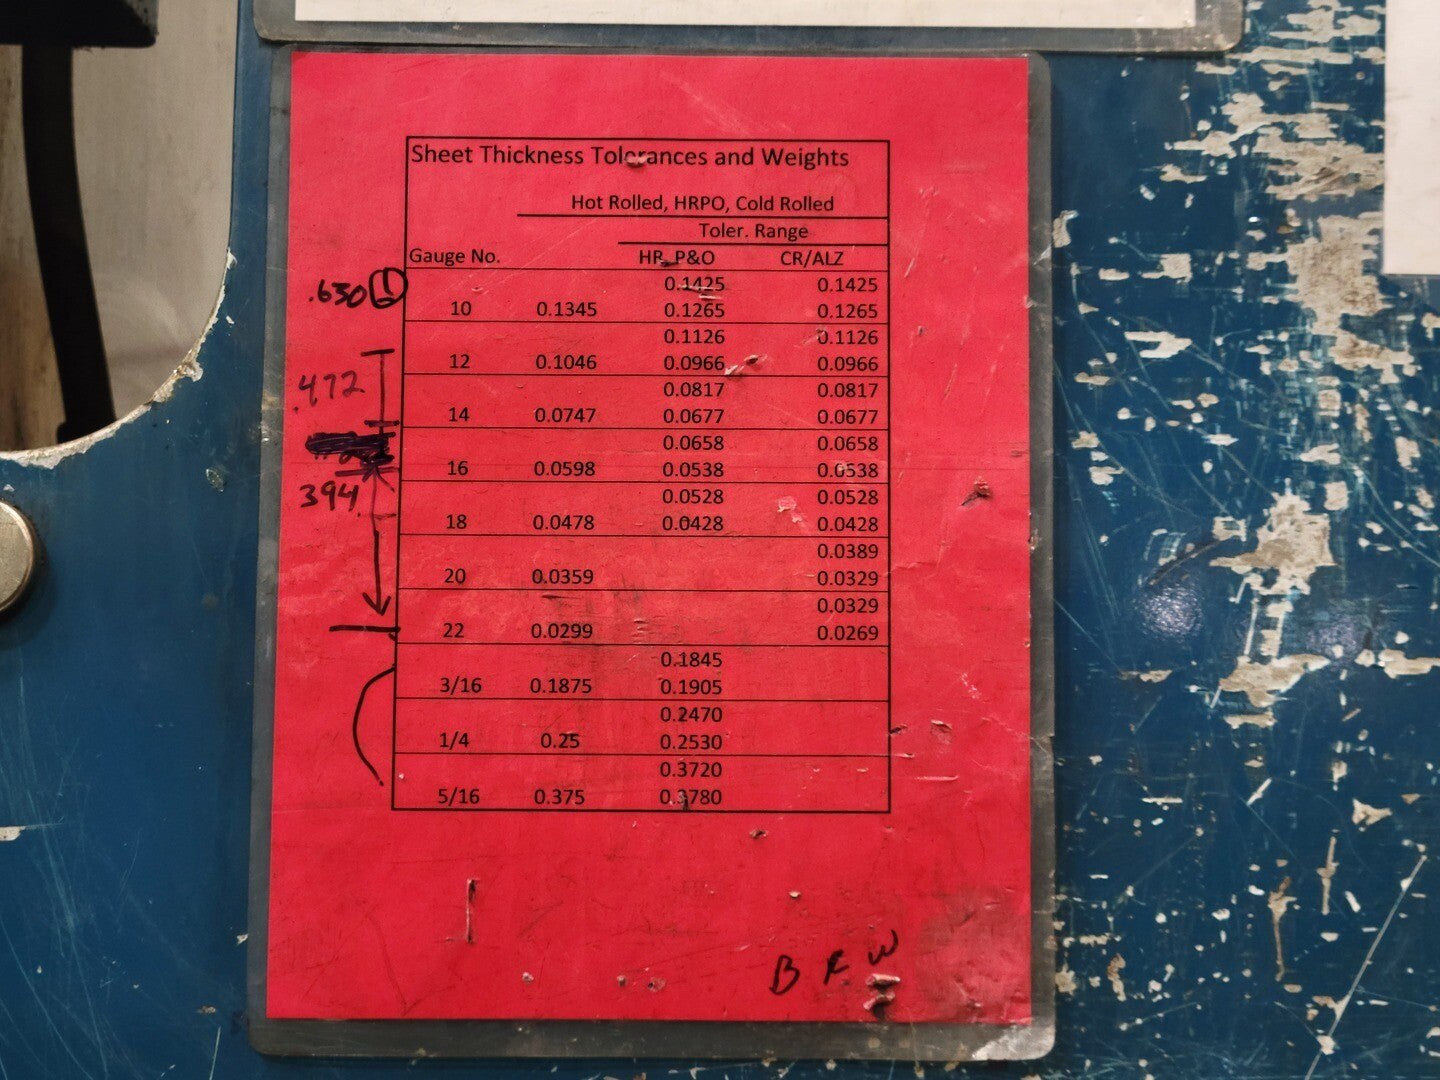 Sheet Thickness Tolerances and Weights
Hot Rolled, HRPO, Cold Rolled
Toler. Range
Gauge No. HR P&O CR/ALZ
0.1425 0.1425
.630
10 0.1345 0.1265 0.1265
0.1126 0.1126
12 0.1046 0.0966 0.0966
.472 0.0817 0.0817
14 0.0747 0.0677 0.0677
0.0658 0.0658
16 0.0598 0.0538 0.0538
394 0.0528 0.0528
18 0.0478 0.0428 0.0428
0.0389
20 0.0359 0.0329
0.0329
22 0.0299 0.0269
0.1845
3/16 0.1875 0.1905
0.2470
1/4 0.25 0.2530
0.3720
5/16 0.375 0.3780